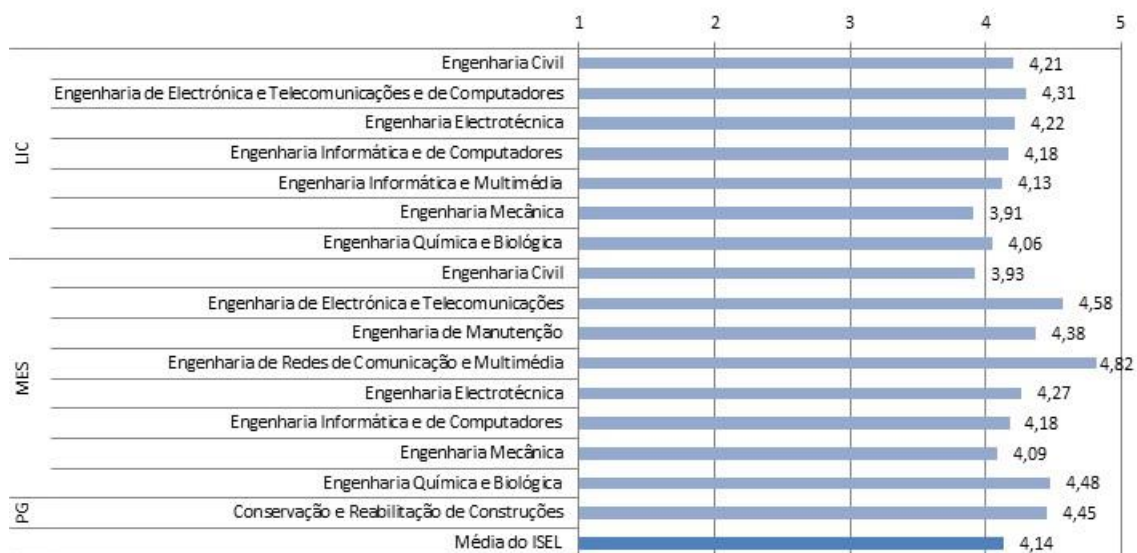 1 2 3 4 5
LIC
Engenharia Civil 4,21
Engenharia de Electrónica e Telecomunicações e de Computadores 4,31
Engenharia Electrotécnica 4,22
Engenharia Informática e de Computadores 4,18
Engenharia Informática e Multimédia 4,13
Engenharia Mecânica 3,91
Engenharia Química e Biológica 4,06
MES
Engenharia Civil 3,93
Engenharia de Electrónica e Telecomunicações 4,58
Engenharia de Manutenção 4,38
Engenharia de Redes de Comunicação e Multimédia 4,82
Engenharia Electrotécnica 4,27
Engenharia Informática e de Computadores 4,18
Engenharia Mecânica 4,09
Engenharia Química e Biológica 4,48
PG
Conservação e Reabilitação de Construções 4,45
Média do ISEL 4,14